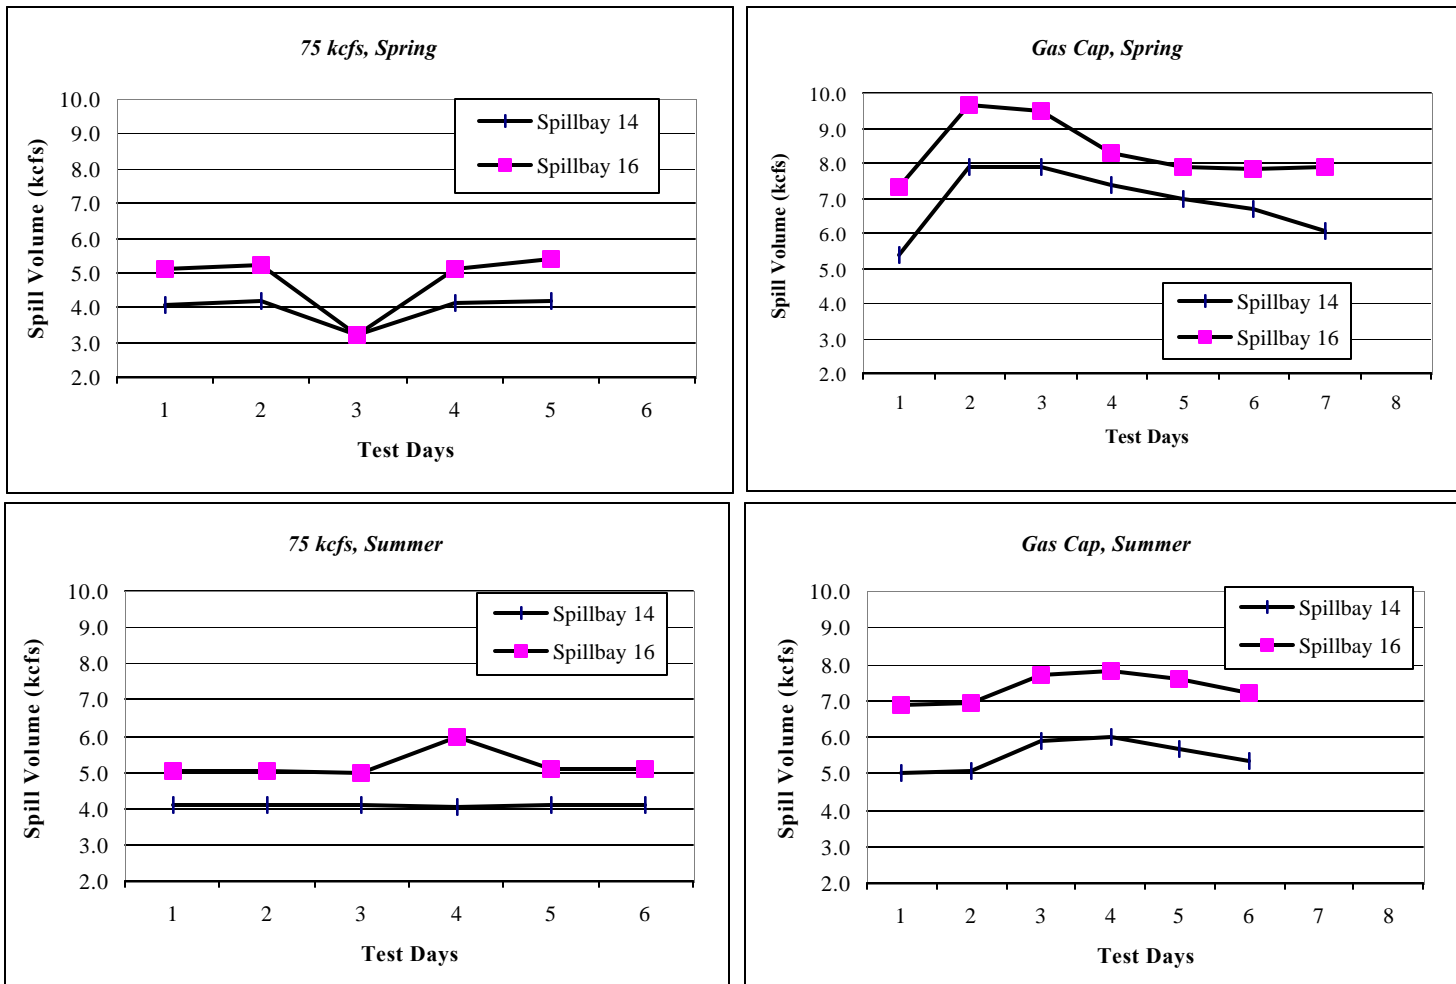 75 kcfs, Spring
10.0
9.0
8.0
7.0
6.0
5.0
4.0
3.0
2.0
Spill Volume (kcfs)
Spillbay 14
Spillbay 16
1 2 3 4 5 6
Test Days
Gas Cap, Spring
10.0
9.0
8.0
7.0
6.0
5.0
4.0
3.0
2.0
Spill Volume (kcfs)
Spillbay 14
Spillbay 16
1 2 3 4 5 6 7 8
Test Days
75 kcfs, Summer
10.0
9.0
8.0
7.0
6.0
5.0
4.0
3.0
2.0
Spill Volume (kcfs)
Spillbay 14
Spillbay 16
1 2 3 4 5 6
Test Days
Gas Cap, Summer
10.0
9.0
8.0
7.0
6.0
5.0
4.0
3.0
2.0
Spill Volume (kcfs)
Spillbay 14
Spillbay 16
1 2 3 4 5 6 7 8
Test Days